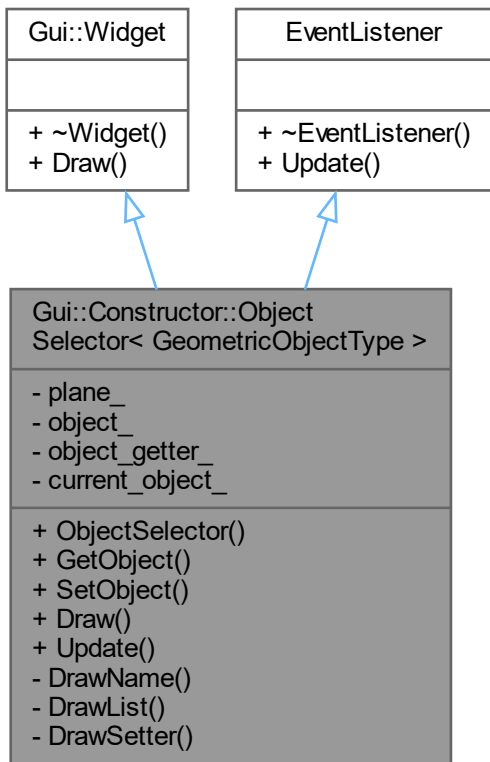 Gui::Widget
+ ~Widget()
+ Draw()
EventListener
+ ~EventListener()
+ Update()
Gui::Constructor::Object
Selector< GeometricObjectType >
- plane_
- object_
- object_getter_
- current_object_
+ ObjectSelector()
+ GetObject()
+ SetObject()
+ Draw()
+ Update()
- DrawName()
- DrawList()
- DrawSetter()